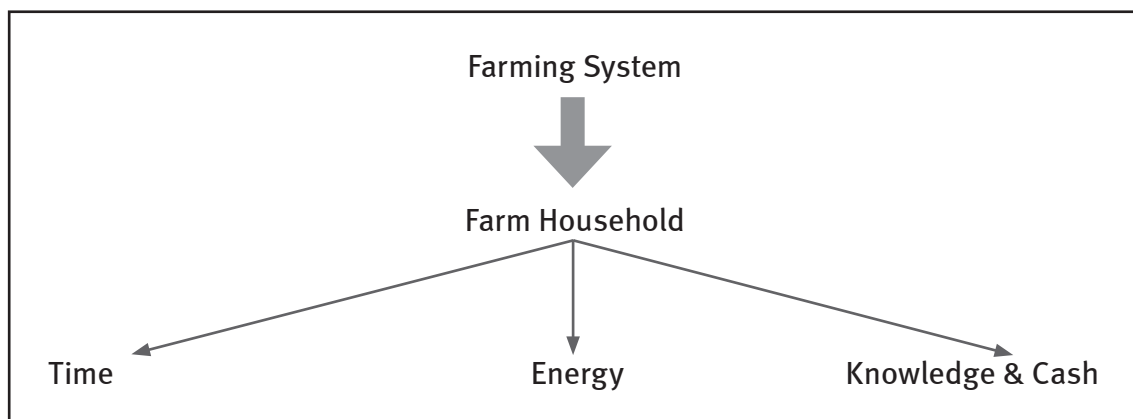 Farming System
Farm Household
Time
Energy
Knowledge & Cash